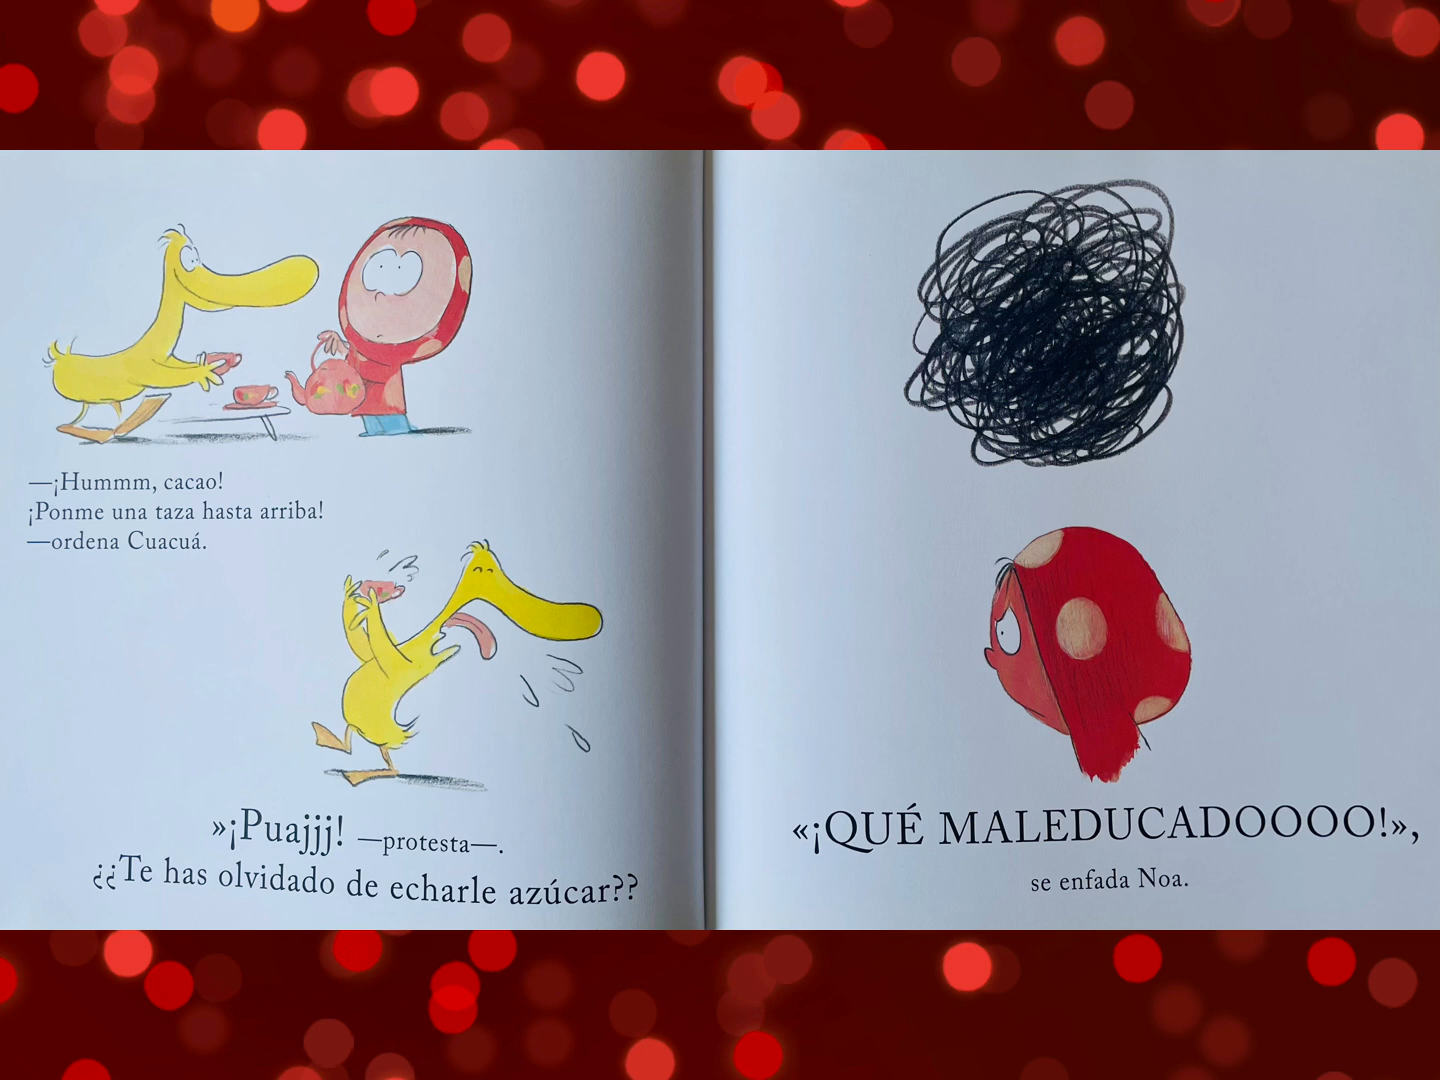 —¡Hummm, cacao!
¡Ponme una taza hasta arriba!
—ordena Cuacuá.
»¡Puajjj! —protesta—.
¿¿Te has olvidado de echarle azúcar??
«¡QUÉ MALEDUCADOOOO!»,
se enfada Noa.